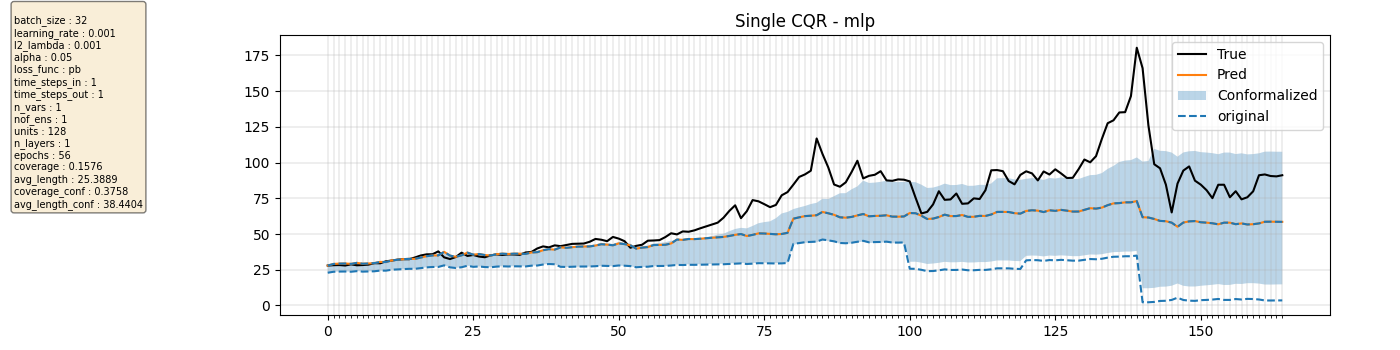 batch_size : 32
learning_rate : 0.001
l2_lambda : 0.001
alpha : 0.05
loss_func : pb
time_steps_in : 1
time_steps_out : 1
n_vars : 1
nof_ens : 1
units : 128
n_layers : 1
epochs : 56
coverage : 0.1576
avg_length : 25.3889
coverage_conf : 0.3758
avg_length_conf : 38.4404
Single CQR - mlp
175
150
125
100
75
50
25
0
True
Pred
Conformalized
original
0 25 50 75 100 125 150